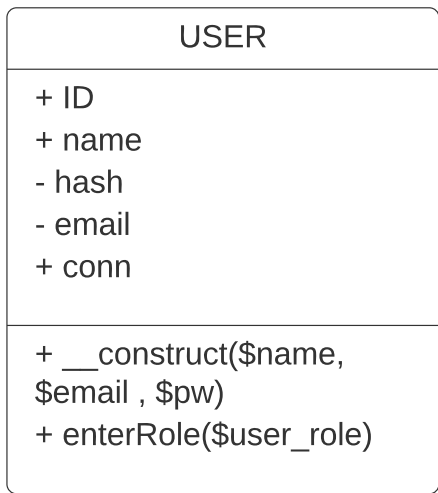 USER
+ ID
+ name
- hash
- email
+ conn
+ __construct($name,
$email , $pw)
+ enterRole($user_role)